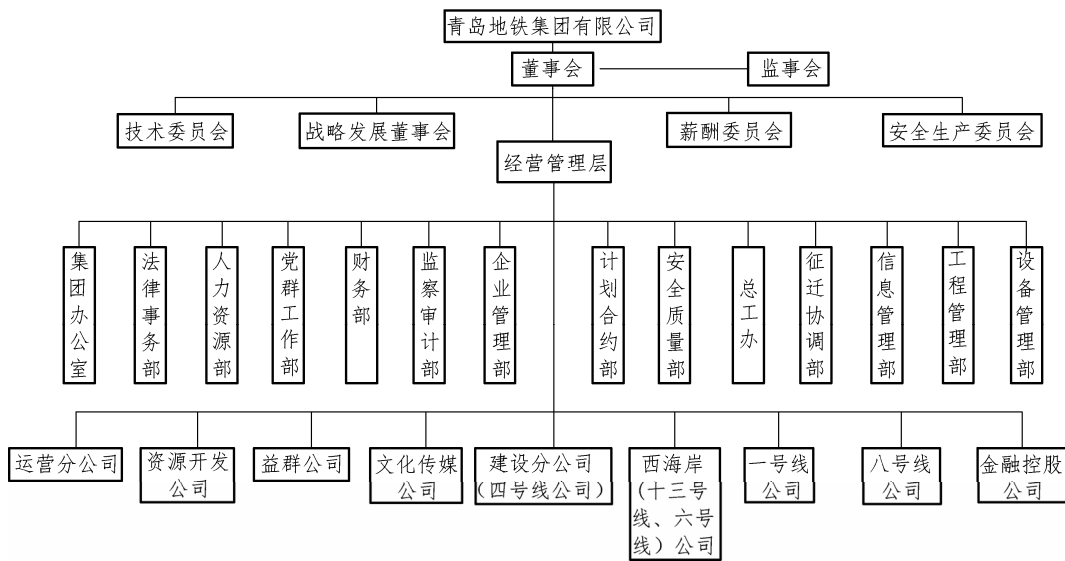 青岛地铁集团有限公司
董事会
监事会
技术委员会
战略发展董事会
薪酬委员会
安全生产委员会
经营管理层
集团办公室
法律事务部
人力资源部
党群工作部
财务部
监察审计部
企业管理部
计划合约部
安全质量部
总工办
征迁协调部
信息管理部
工程管理部
设备管理部
运营分公司
资源开发
公司
益群公司
文化传媒
公司
建设分公司
（四号线公司）
西海岸
(十三号
线、六号
线）公司
一号线
公司
八号线
公司
金融控股
公司